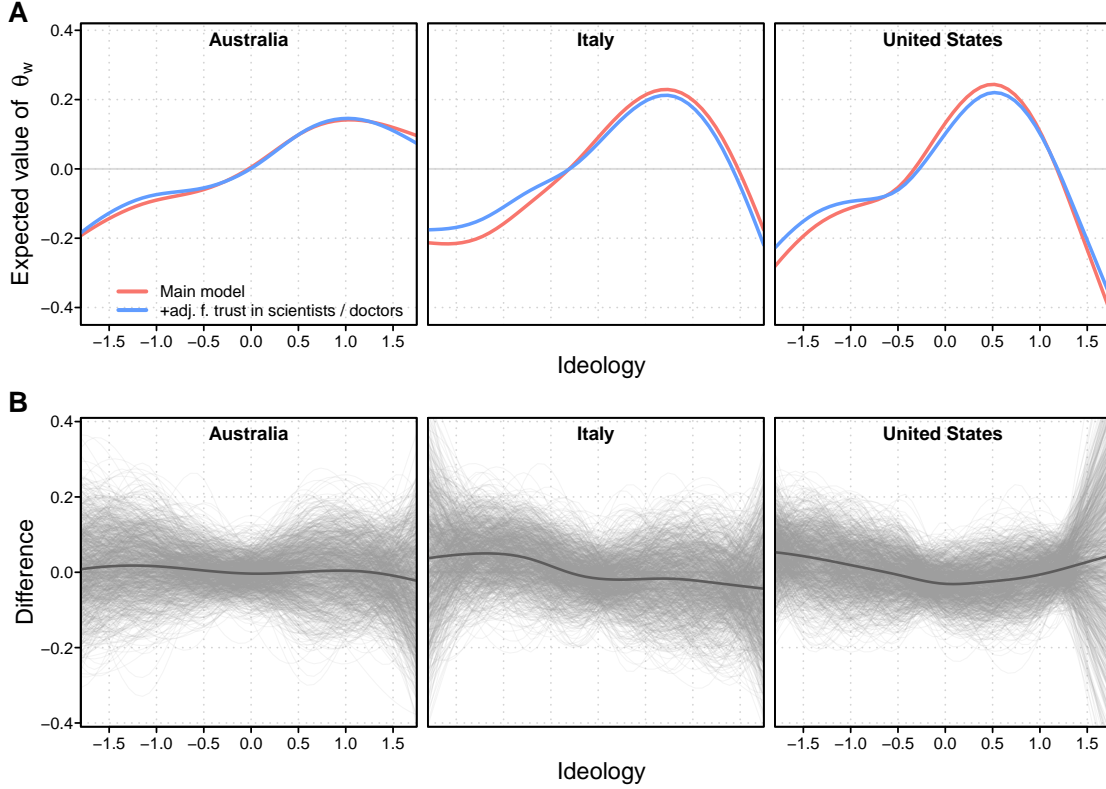 A
Australia
Italy
United States
Expected value of θw
0.4
0.2
0.0
−0.2
−0.4
Main model
+adj. f. trust in scientists / doctors
−1.5 −1.0 −0.5 0.0 0.5 1.0 1.5
−1.5 −1.0 −0.5 0.0 0.5 1.0 1.5
Ideology
B
Australia
Italy
United States
Difference
0.4
0.2
0.0
−0.2
−0.4
−1.5 −1.0 −0.5 0.0 0.5 1.0 1.5
−1.5 −1.0 −0.5 0.0 0.5 1.0 1.5
Ideology